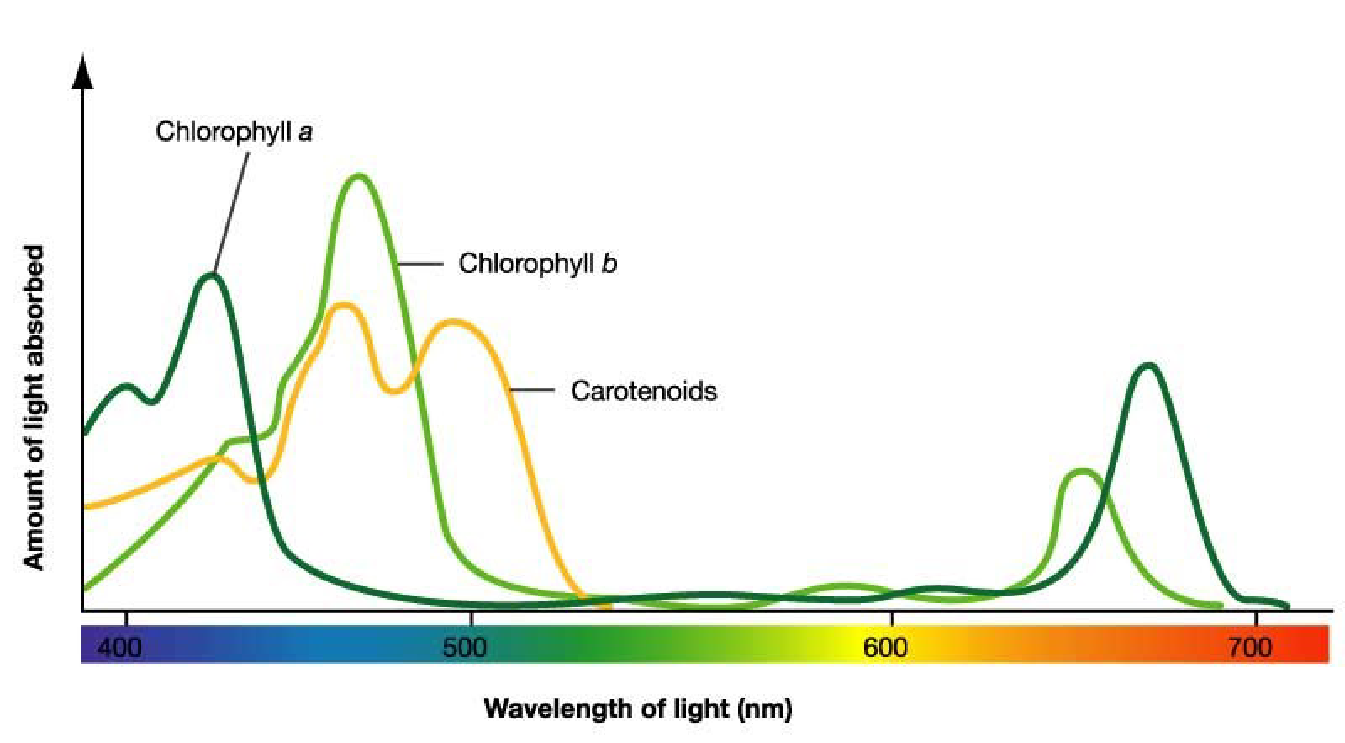 Chlorophyll a
Chlorophyll b
Carotenoids
Amount of light absorbed
400 500 600 700
Wavelength of light (nm)